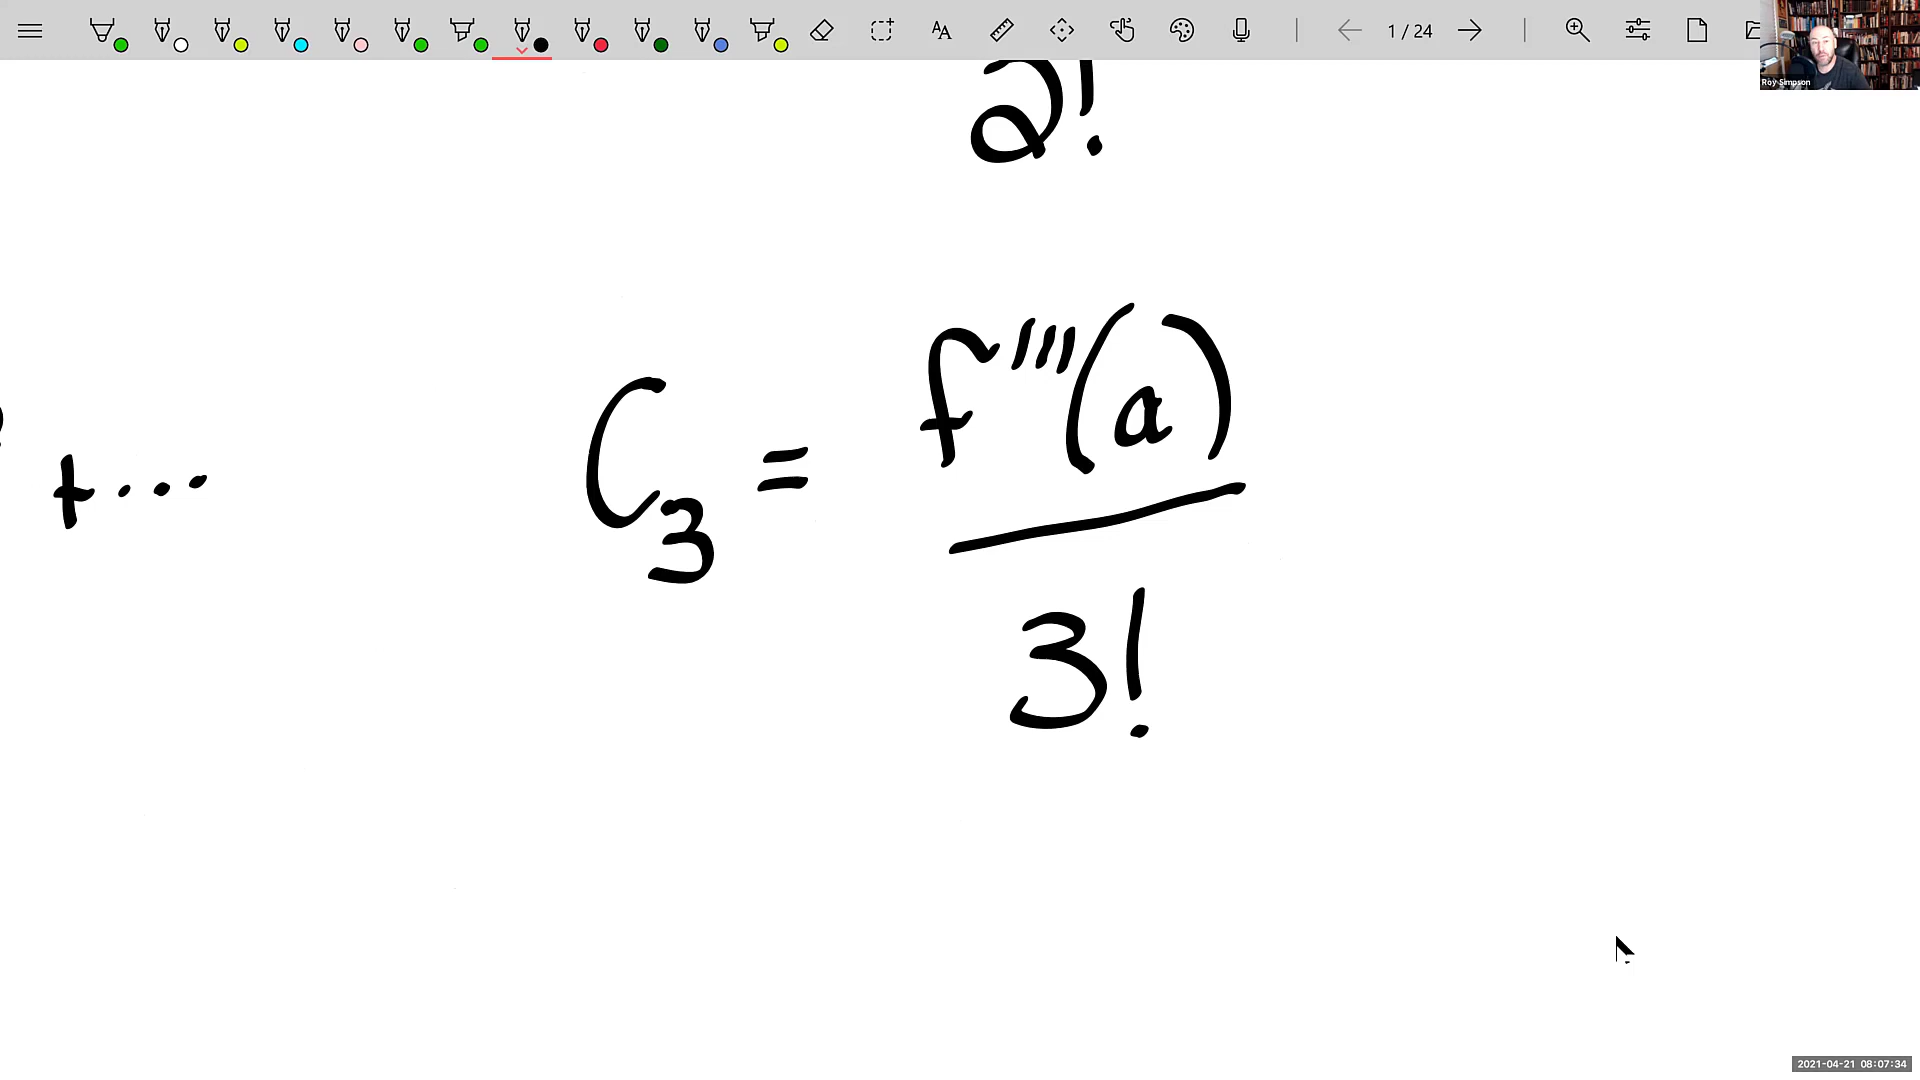 1 / 24
Roy Simpson
2!
+ ...
C₃ = f'''(a) / 3!
2021-04-21 08:07:34